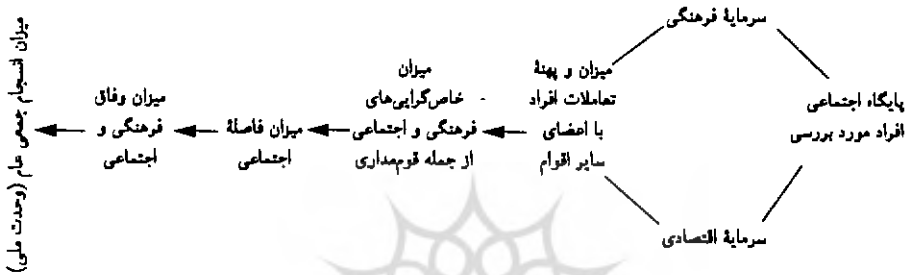 سرمایهٔ فرهنگی
پایگاه اجتماعی
افراد مورد بررسی
سرمایهٔ اقتصادی
میزان و پهنهٔ
تعاملات افراد
با اعضای
سایر اقوام
میزان
خاص‌گرایی‌های
فرهنگی و اجتماعی
از جمله قوم‌مداری
میزان فاصلهٔ
اجتماعی
میزان وفاق
فرهنگی و
اجتماعی
میزان انسجام جمعی عام (وحدت ملی)